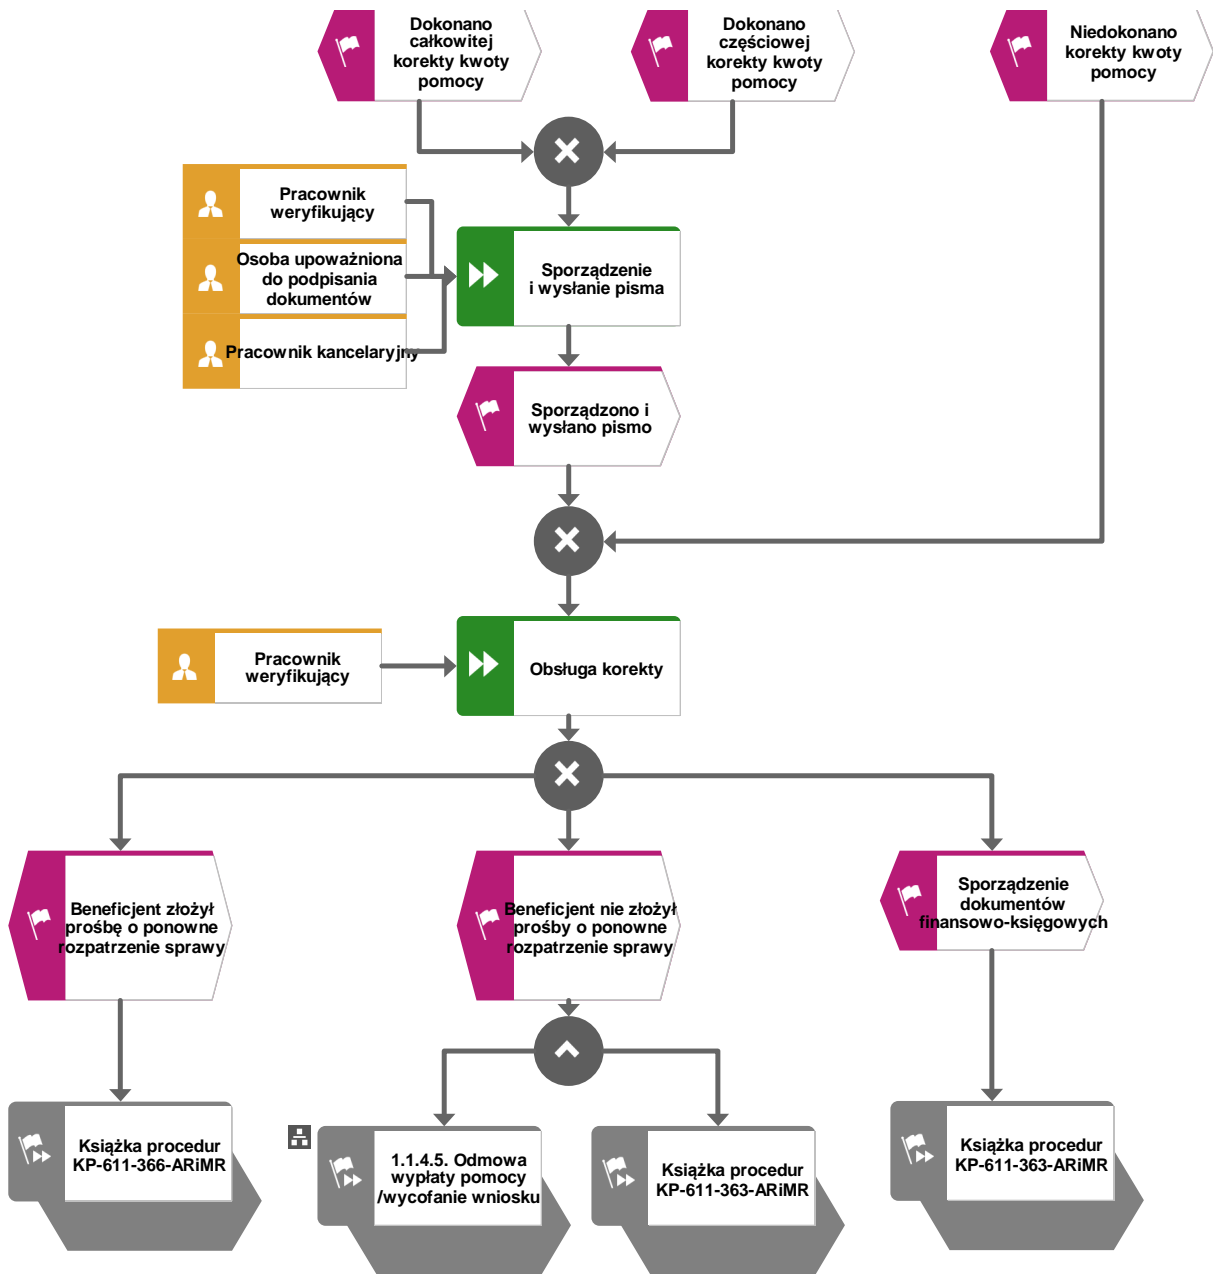 Dokonano
całkowitej
korekty kwoty
pomocy
Dokonano
częściowej
korekty kwoty
pomocy
Niedokonano
korekty kwoty
pomocy
Pracownik
weryfikujący
Osoba upoważniona
do podpisania
dokumentów
Pracownik kancelaryjny
Sporządzenie
i wysłanie pisma
Sporządzono i
wysłano pismo
Pracownik
weryfikujący
Obsługa korekty
Beneficjent złożył
prośbę o ponowne
rozpatrzenie sprawy
Beneficjent nie złożył
prośby o ponowne
rozpatrzenie sprawy
Sporządzenie
dokumentów
finansowo-księgowych
Książka procedur
KP-611-366-ARiMR
1.1.4.5. Odmowa
wypłaty pomocy
/wycofanie wniosku
Książka procedur
KP-611-363-ARiMR
Książka procedur
KP-611-363-ARiMR